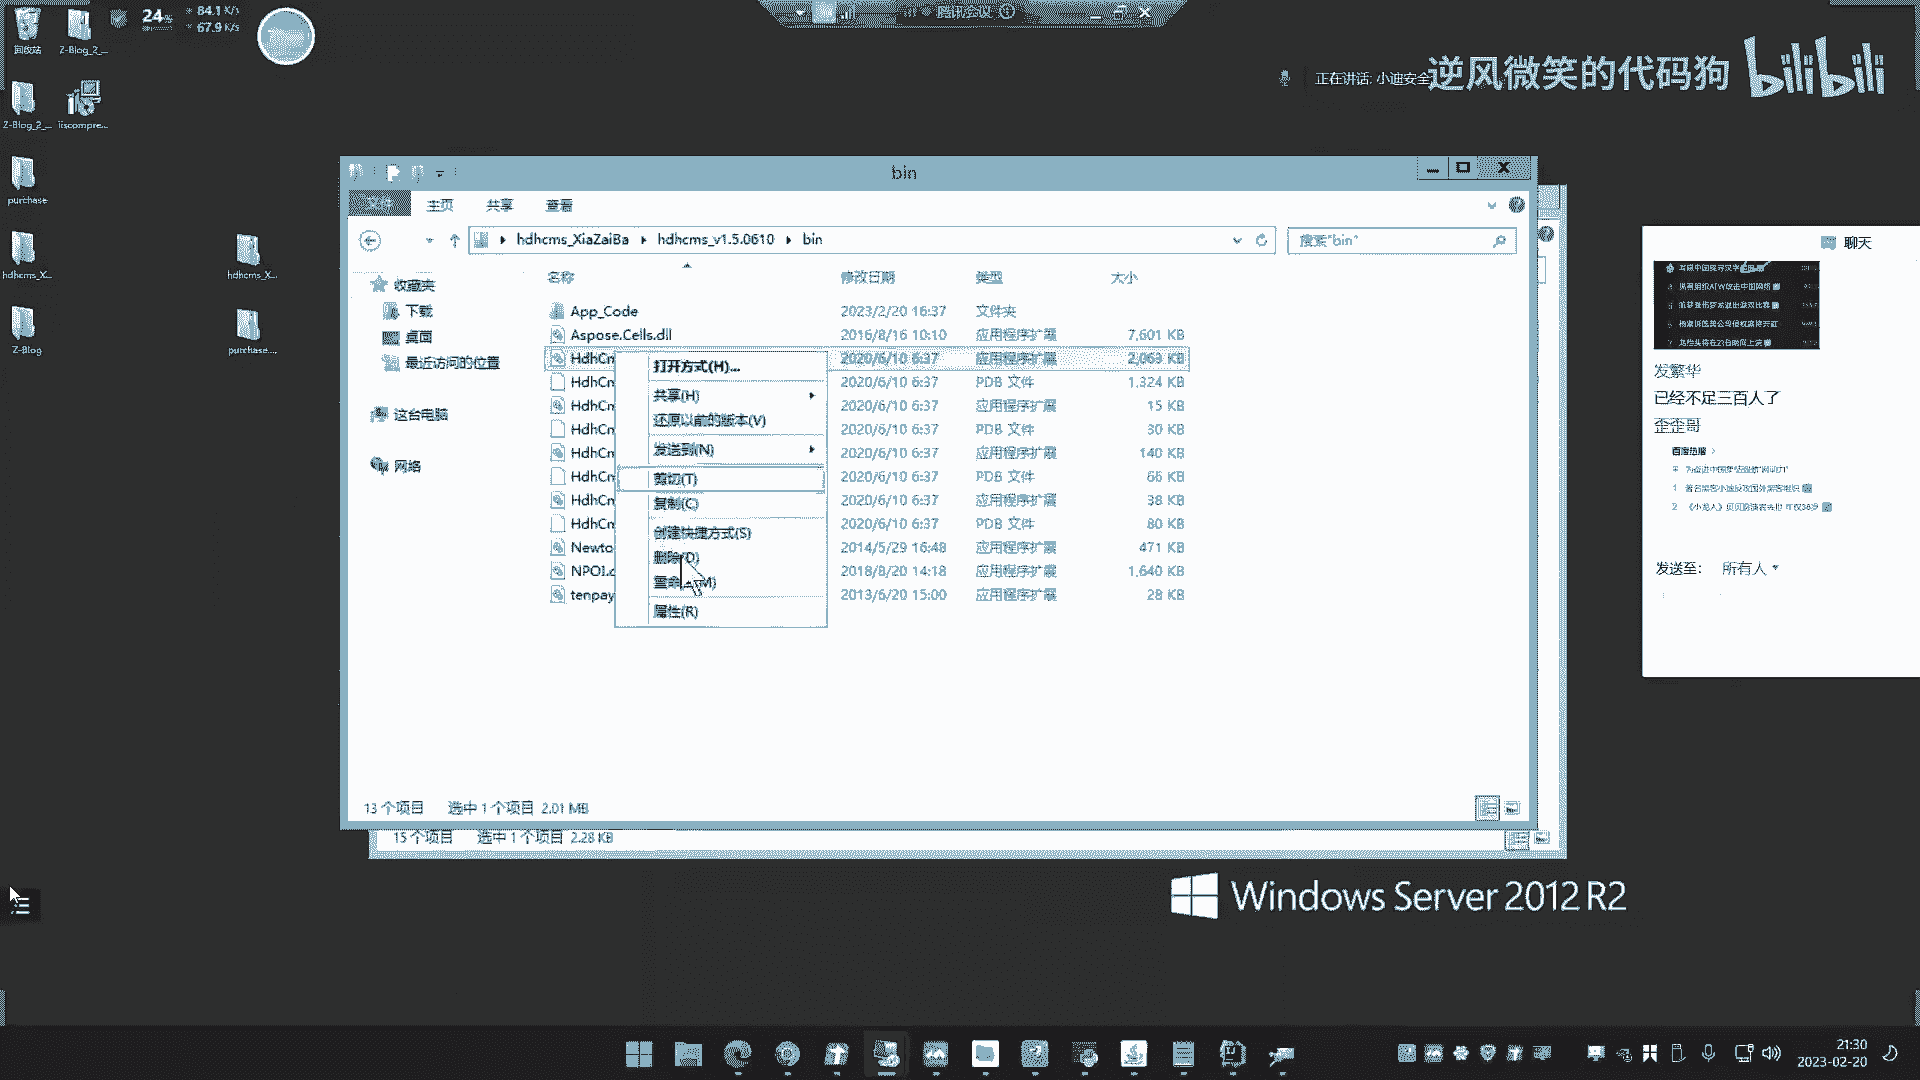 回收站
Z-Blog_2_...
24%
84.1 K/s
67.9 K/s
腾讯会议
正在讲话: 小迪安全
逆风微笑的代码狗
bilibili
Z-Blog_2_...
iiscompre...
purchase
hdhcms_X...
Z-Blog
hdhcms_X...
purchase....
bin
文件
主页
共享
查看
hdhcms_XiaZaiBa
hdhcms_v1.5.0610
bin
搜索"bin"
名称
修改日期
类型
大小
收藏夹
下载
桌面
最近访问的位置
这台电脑
网络
App_Code 2023/2/20 16:37 文件夹
Aspose.Cells.dll 2016/8/16 10:10 应用程序扩展 7,601 KB
HdhCm 2020/6/10 6:37 应用程序扩展 2,063 KB
HdhCm 2020/6/10 6:37 PDB 文件 1,324 KB
HdhCm 2020/6/10 6:37 应用程序扩展 15 KB
HdhCm 2020/6/10 6:37 PDB 文件 30 KB
HdhCm 2020/6/10 6:37 应用程序扩展 140 KB
HdhCm 2020/6/10 6:37 PDB 文件 66 KB
HdhCm 2020/6/10 6:37 应用程序扩展 38 KB
HdhCm 2020/6/10 6:37 PDB 文件 80 KB
Newto 2014/5/29 16:48 应用程序扩展 471 KB
NPOI.c 2018/8/20 14:18 应用程序扩展 1,640 KB
tenpay 2013/6/20 15:00 应用程序扩展 28 KB
打开方式(H)...
共享(H)
还原以前的版本(V)
发送到(N)
剪切(T)
复制(C)
创建快捷方式(S)
删除(D)
属性(R)
13 个项目
选中 1 个项目 2.01 MB
15 个项目
选中 1 个项目 2.28 KB
聊天
发繁华
已经不足三百人了
歪歪哥
百度热搜
发送至:
所有人
Windows Server 2012 R2
21:30
2023-02-20